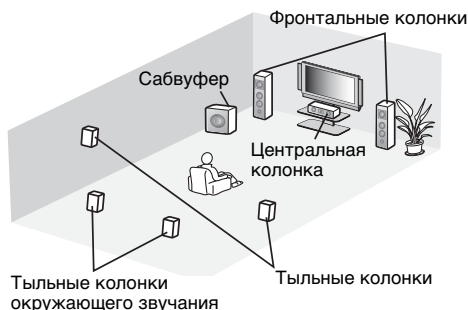 Фронтальные колонки
Сабвуфер
Центральная
колонка
Тыльные колонки
Тыльные колонки
окружающего звучания